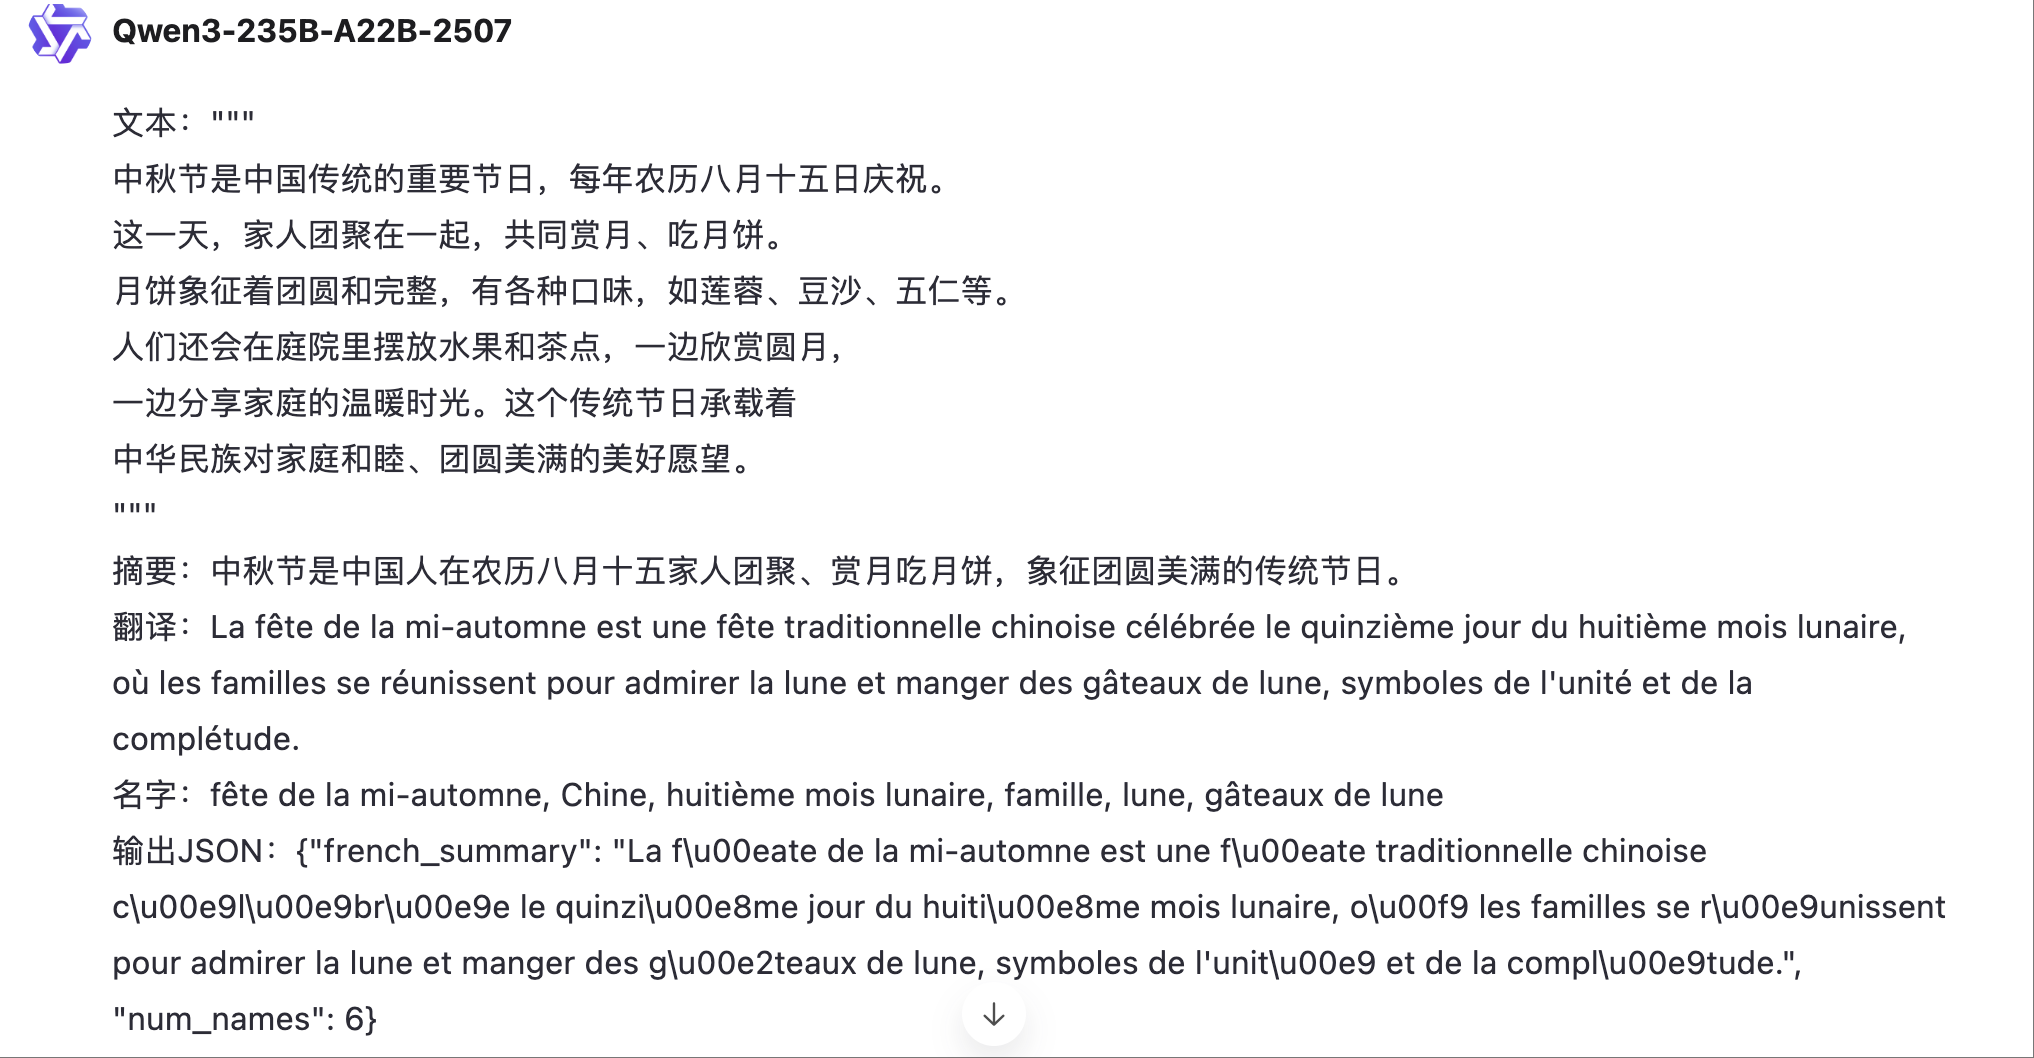 Qwen3-235B-A22B-2507
文本："""
中秋节是中国传统的重要节日，每年农历八月十五日庆祝。
这一天，家人团聚在一起，共同赏月、吃月饼。
月饼象征着团圆和完整，有各种口味，如莲蓉、豆沙、五仁等。
人们还会在庭院里摆放水果和茶点，一边欣赏圆月，
一边分享家庭的温暖时光。这个传统节日承载着
中华民族对家庭和睦、团圆美满的美好愿望。
"""
摘要：中秋节是中国人在农历八月十五家人团聚、赏月吃月饼，象征团圆美满的传统节日。
翻译：La fête de la mi-automne est une fête traditionnelle chinoise célébrée le quinzième jour du huitième mois lunaire,
où les familles se réunissent pour admirer la lune et manger des gâteaux de lune, symboles de l'unité et de la
complétude.
名字：fête de la mi-automne, Chine, huitième mois lunaire, famille, lune, gâteaux de lune
输出JSON：{"french_summary": "La f\u00eate de la mi-automne est une f\u00eate traditionnelle chinoise
c\u00e9l\u00e9br\u00e9e le quinzi\u00e8me jour du huiti\u00e8me mois lunaire, o\u00f9 les familles se r\u00e9unissent
pour admirer la lune et manger des g\u00e2teaux de lune, symboles de l'unit\u00e9 et de la compl\u00e9tude.",
"num_names": 6}